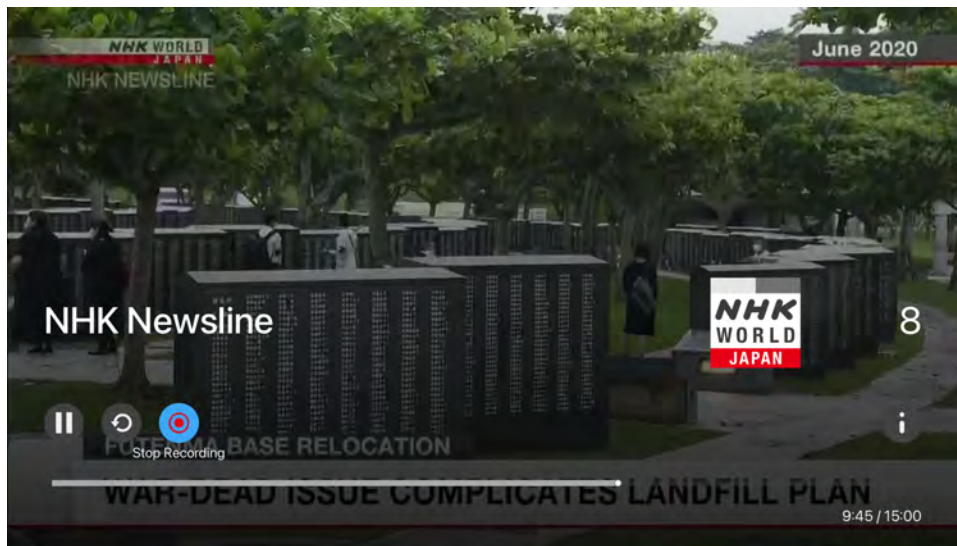 NHK WORLD
JAPAN
NHK NEWSLINE
June 2020
NHK Newsline
NHK
WORLD
JAPAN
8
Stop Recording
FUTENMA BASE RELOCATION
WAR-DEAD ISSUE COMPLICATES LANDFILL PLAN
9:45 / 15:00